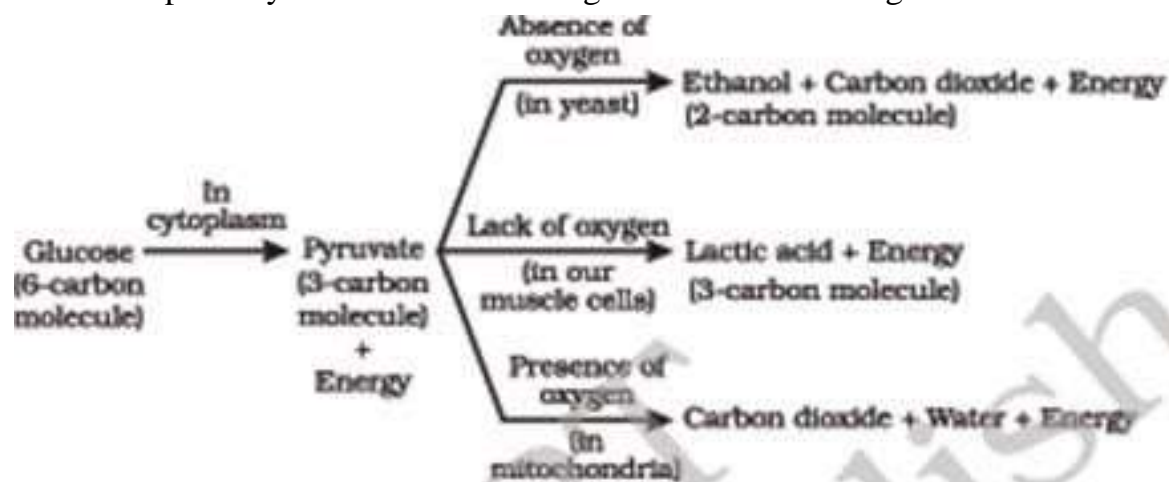 Absence of
oxygen
(in yeast)
Ethanol + Carbon dioxide + Energy
(2-carbon molecule)
In
cytoplasm
Glucose
(6-carbon
molecule)
Pyruvate
(3-carbon
molecule)
+
Energy
Lack of oxygen
(in our
muscle cells)
Lactic acid + Energy
(3-carbon molecule)
Presence of
oxygen
(in
mitochondria)
Carbon dioxide + Water + Energy